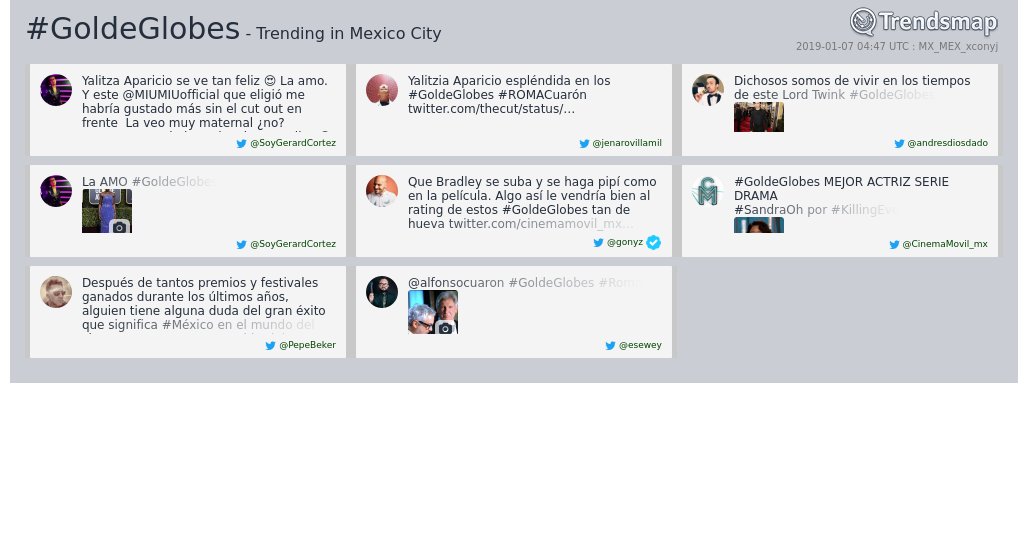 #GoldeGlobes - Trending in Mexico City
Trendsmap
2019-01-07 04:47 UTC : MX_MEX_xconyj
Yalitza Aparicio se ve tan feliz 😍 La amo.
Y este @MIUMIUofficial que eligió me
habría gustado más sin el cut out en
frente La veo muy maternal ¿no?
@SoyGerardCortez
Yalitzia Aparicio espléndida en los
#GoldeGlobes #ROMACuarón
twitter.com/thecut/status/...
@jenarovillamil
Dichosos somos de vivir en los tiempos
de este Lord Twink #GoldeGlobes
@andresdiosdado
La AMO #GoldeGlobes
@SoyGerardCortez
Que Bradley se suba y se haga pipí como
en la película. Algo así le vendría bien al
rating de estos #GoldeGlobes tan de
hueva twitter.com/cinemamovil_mx...
@gonyz
#GoldeGlobes MEJOR ACTRIZ SERIE
DRAMA
#SandraOh por #KillingEve
@CinemaMovil_mx
Después de tantos premios y festivales
ganados durante los últimos años,
alguien tiene alguna duda del gran éxito
que significa #México en el mundo del
@PepeBeker
@alfonsocuaron #GoldeGlobes #Roma
@esewey